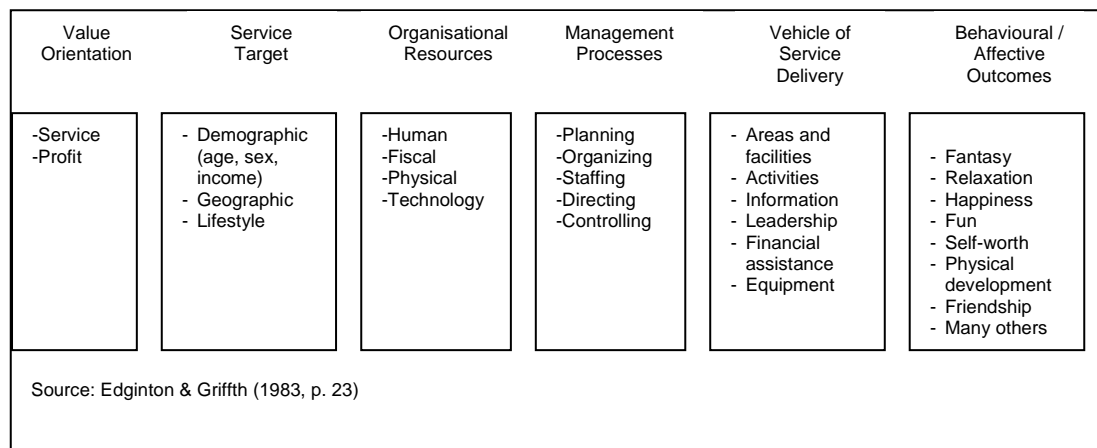 Value
Orientation
Service
Target
Organisational
Resources
Management
Processes
Vehicle of
Service
Delivery
Behavioural /
Affective
Outcomes
-Service
-Profit
- Demographic
(age, sex,
income)
- Geographic
- Lifestyle
-Human
-Fiscal
-Physical
-Technology
-Planning
-Organizing
-Staffing
-Directing
-Controlling
- Areas and
facilities
- Activities
- Information
- Leadership
- Financial
assistance
- Equipment
- Fantasy
- Relaxation
- Happiness
- Fun
- Self-worth
- Physical
development
- Friendship
- Many others
Source: Edginton & Griffth (1983, p. 23)